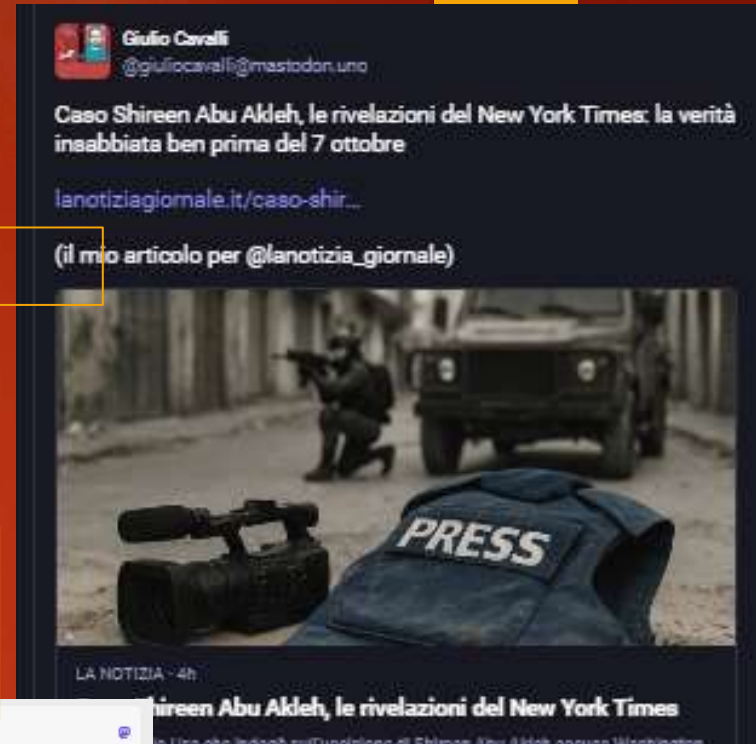 Giulio Cavalli
@giuliocavalli@mastodon.uno
Caso Shireen Abu Akleh, le rivelazioni del New York Times: la verità
insabbiata ben prima del 7 ottobre
lanotiziagiornale.it/caso-shir...
(il mio articolo per @lanotizia_giornale)
PRESS
LA NOTIZIA - 4h
hireen Abu Akleh, le rivelazioni del New York Times